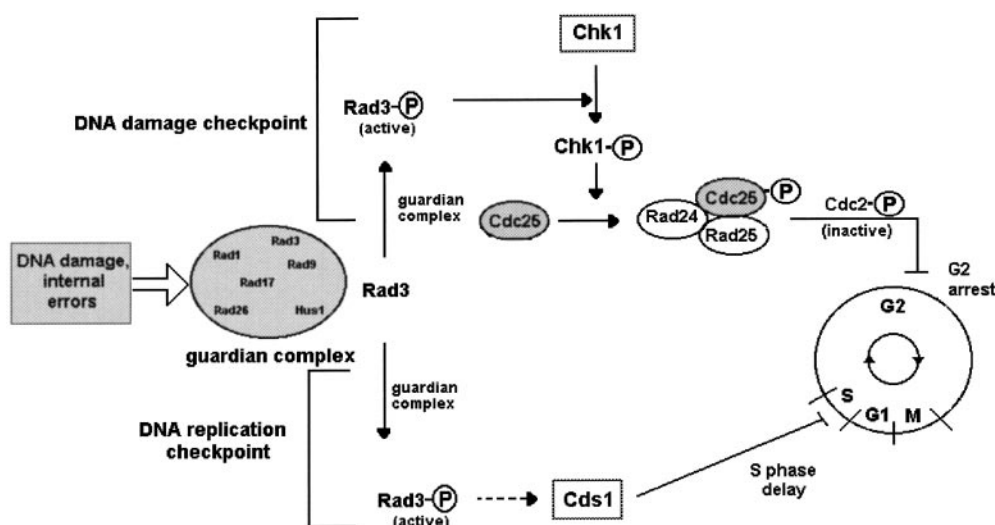 Chk1
Rad3-P
(active)
DNA damage checkpoint
Chk1-P
guardian
complex
Cdc25
Cdc25-P
Rad24
Rad25
Cdc2-P
(inactive)
DNA damage,
internal
errors
Rad3
Rad1
Rad9
Rad17
Rad26
Hus1
Rad3
guardian complex
G2
arrest
G2
S
G1
M
guardian
complex
DNA replication
checkpoint
S phase
delay
Rad3-P
(active)
Cds1